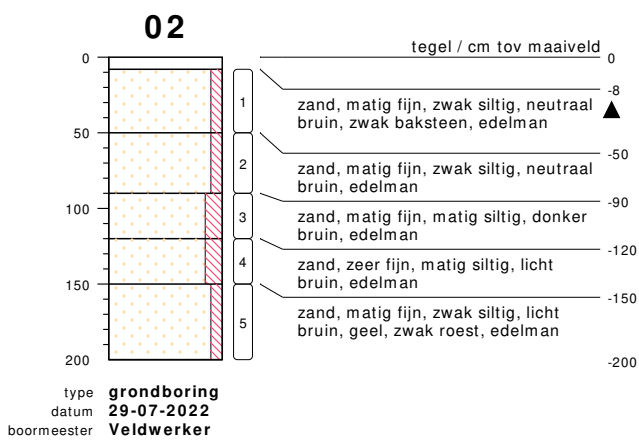 02
tegel / cm tov maaiveld
0
0
-8
1
zand, matig fijn, zwak siltig, neutraal
bruin, zwak baksteen, edelman
50
-50
2
zand, matig fijn, zwak siltig, neutraal
bruin, edelman
-90
100
3
zand, matig fijn, matig siltig, donker
bruin, edelman
-120
4
zand, zeer fijn, matig siltig, licht
bruin, edelman
150
-150
5
zand, matig fijn, zwak siltig, licht
bruin, geel, zwak roest, edelman
200
-200
type grondboring
datum 29-07-2022
boormeester Veldwerker